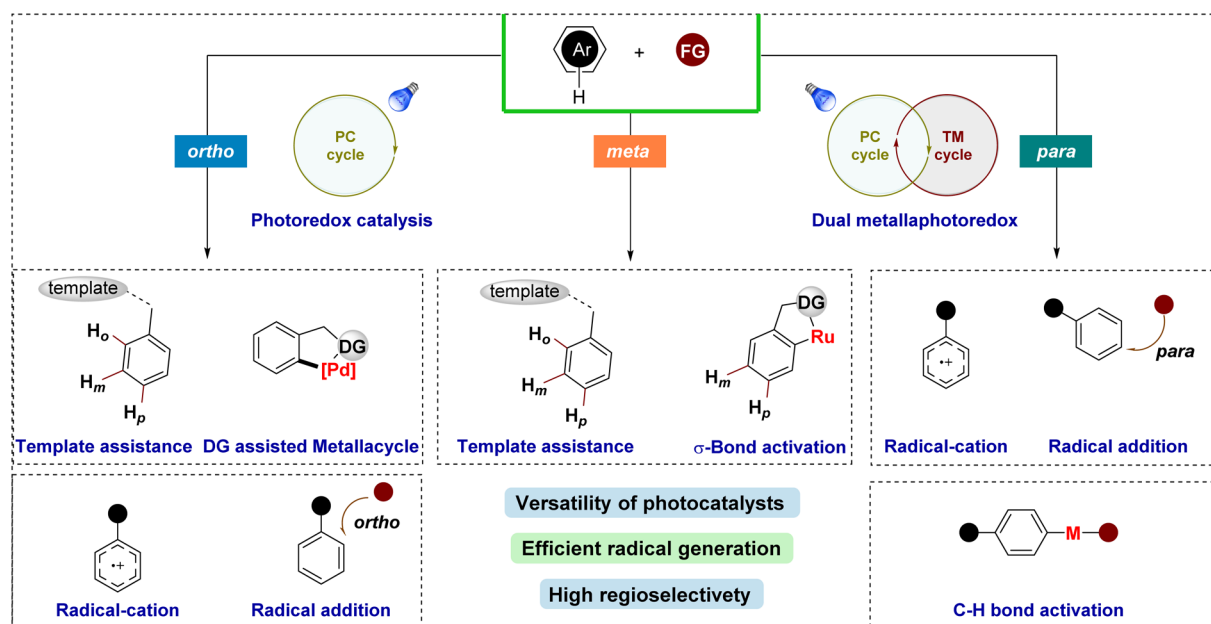 Ar
+
FG
H
PC
cycle
PC
cycle
TM
cycle
ortho
meta
para
Photoredox catalysis
Dual metallaphotoredox
template
Ho
Hm
Hp
DG
[Pd]
Template assistance
DG assisted Metallacycle
template
Ho
Hm
Hp
DG
Ru
Hm
Hp
Template assistance
σ-Bond activation
•+
para
Radical-cation
Radical addition
•+
ortho
Radical-cation
Radical addition
Versatility of photocatalysts
Efficient radical generation
High regioselectivety
M
C-H bond activation